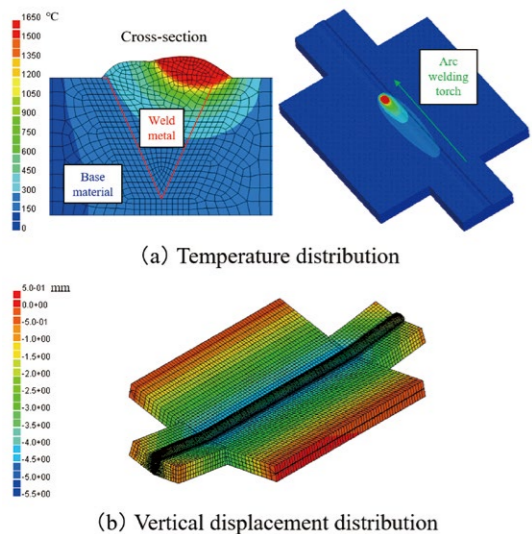 1650 °C
1500
1350
1200
1050
900
750
600
450
300
150
0
Cross-section
Weld
metal
Base
material
Arc
welding
torch
(a) Temperature distribution
5.0-01 mm
0.0+00
-5.0-01
-1.0+00
-1.5+00
-2.0+00
-2.5+00
-3.0+00
-3.5+00
-4.0+00
-4.5+00
-5.0+00
-5.5+00
(b) Vertical displacement distribution